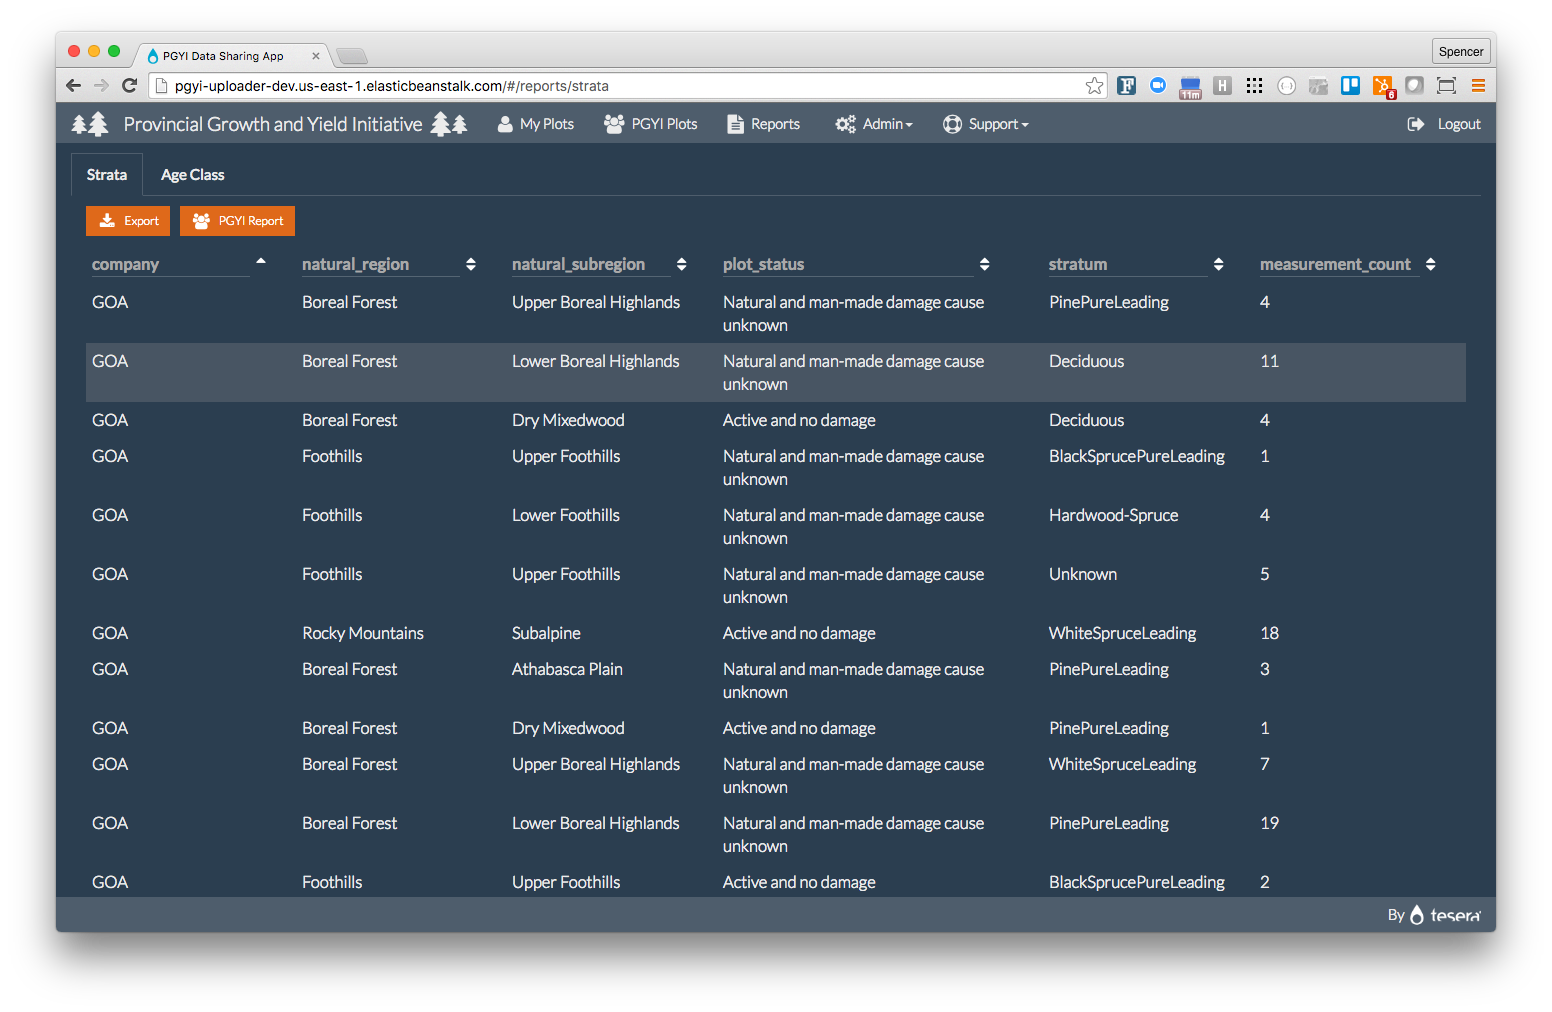 PGYI Data Sharing App
Spencer
pgyi-uploader-dev.us-east-1.elasticbeanstalk.com/#/reports/strata
F
11m
H
6
Provincial Growth and Yield Initiative
My Plots
PGYI Plots
Reports
Admin
Support
Logout
Strata
Age Class
Export
PGYI Report
company natural_region natural_subregion plot_status stratum measurement_count
GOA Boreal Forest Upper Boreal Highlands Natural and man-made damage cause PinePureLeading 4
unknown
GOA Boreal Forest Lower Boreal Highlands Natural and man-made damage cause Deciduous 11
unknown
GOA Boreal Forest Dry Mixedwood Active and no damage Deciduous 4
GOA Foothills Upper Foothills Natural and man-made damage cause BlackSprucePureLeading 1
unknown
GOA Foothills Lower Foothills Natural and man-made damage cause Hardwood-Spruce 4
unknown
GOA Foothills Upper Foothills Natural and man-made damage cause Unknown 5
unknown
GOA Rocky Mountains Subalpine Active and no damage WhiteSpruceLeading 18
GOA Boreal Forest Athabasca Plain Natural and man-made damage cause PinePureLeading 3
unknown
GOA Boreal Forest Dry Mixedwood Active and no damage PinePureLeading 1
GOA Boreal Forest Upper Boreal Highlands Natural and man-made damage cause WhiteSpruceLeading 7
unknown
GOA Boreal Forest Lower Boreal Highlands Natural and man-made damage cause PinePureLeading 19
unknown
GOA Foothills Upper Foothills Active and no damage BlackSprucePureLeading 2
By tesera